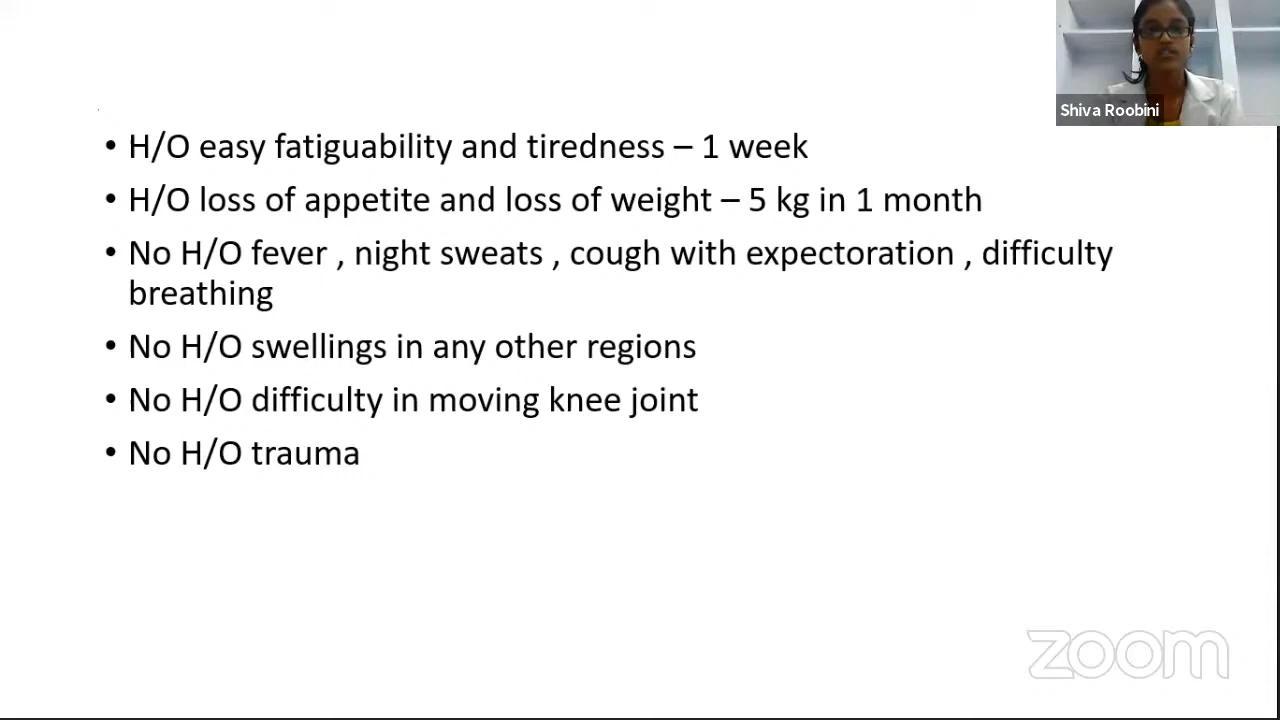 Shiva Roobini
• H/O easy fatiguability and tiredness – 1 week
• H/O loss of appetite and loss of weight – 5 kg in 1 month
• No H/O fever , night sweats , cough with expectoration , difficulty
breathing
• No H/O swellings in any other regions
• No H/O difficulty in moving knee joint
• No H/O trauma
zoom